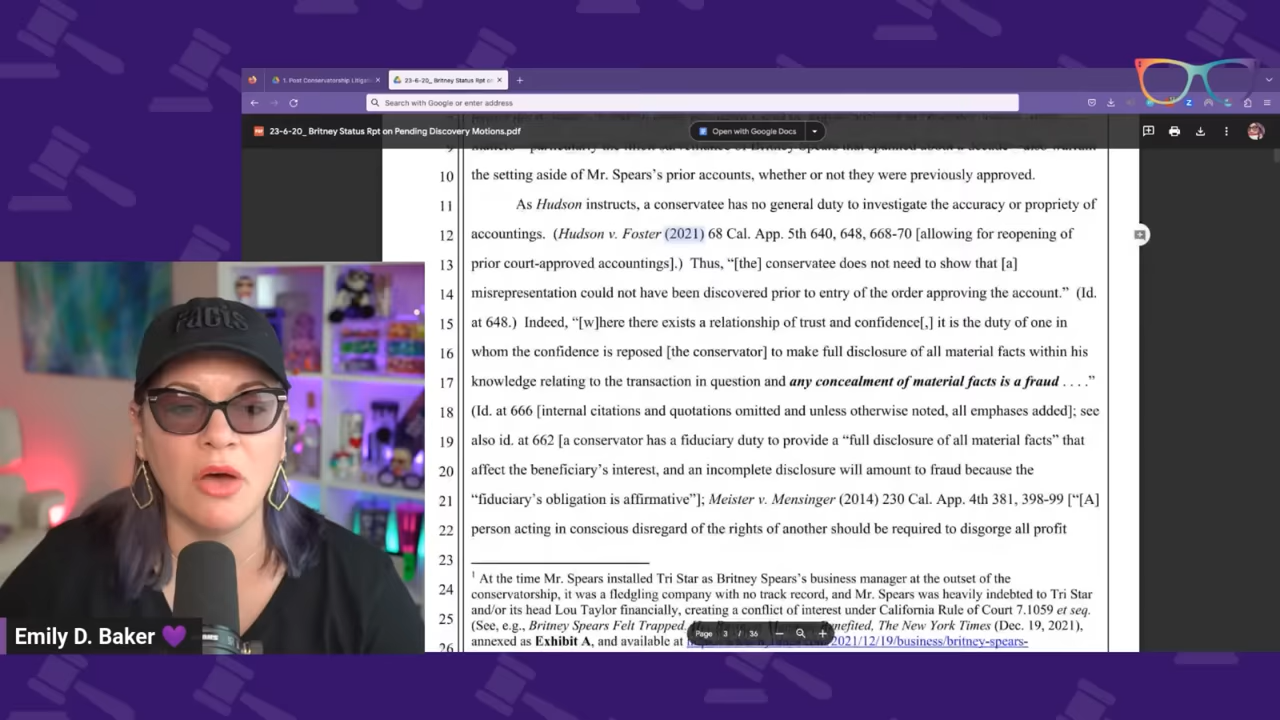 1. Post Conservatorship Litigati
23-6-20_ Britney Status Rpt on
Search with Google or enter address
23-6-20_ Britney Status Rpt on Pending Discovery Motions.pdf
Open with Google Docs
10 the setting aside of Mr. Spears's prior accounts, whether or not they were previously approved.
11 As Hudson instructs, a conservatee has no general duty to investigate the accuracy or propriety of
12 accountings. (Hudson v. Foster (2021) 68 Cal. App. 5th 640, 648, 668-70 [allowing for reopening of
13 prior court-approved accountings].) Thus, “[the] conservatee does not need to show that [a]
14 misrepresentation could not have been discovered prior to entry of the order approving the account.” (Id.
15 at 648.) Indeed, “[w]here there exists a relationship of trust and confidence[,] it is the duty of one in
16 whom the confidence is reposed [the conservator] to make full disclosure of all material facts within his
17 knowledge relating to the transaction in question and any concealment of material facts is a fraud . . . .”
18 (Id. at 666 [internal citations and quotations omitted and unless otherwise noted, all emphases added]; see
19 also id. at 662 [a conservator has a fiduciary duty to provide a “full disclosure of all material facts” that
20 affect the beneficiary's interest, and an incomplete disclosure will amount to fraud because the
21 “fiduciary's obligation is affirmative”]; Meister v. Mensinger (2014) 230 Cal. App. 4th 381, 398-99 [“[A]
22 person acting in conscious disregard of the rights of another should be required to disgorge all profit
23
1 At the time Mr. Spears installed Tri Star as Britney Spears's business manager at the outset of the
24 conservatorship, it was a fledgling company with no track record, and Mr. Spears was heavily indebted to Tri Star
25 and/or its head Lou Taylor financially, creating a conflict of interest under California Rule of Court 7.1059 et seq.
(See, e.g., Britney Spears Felt Trapped. Benefited, The New York Times (Dec. 19, 2021),
26 annexed as Exhibit A, and available at 2021/12/19/business/britney-spears-
Page 3 / 36
facts
Emily D. Baker 💜